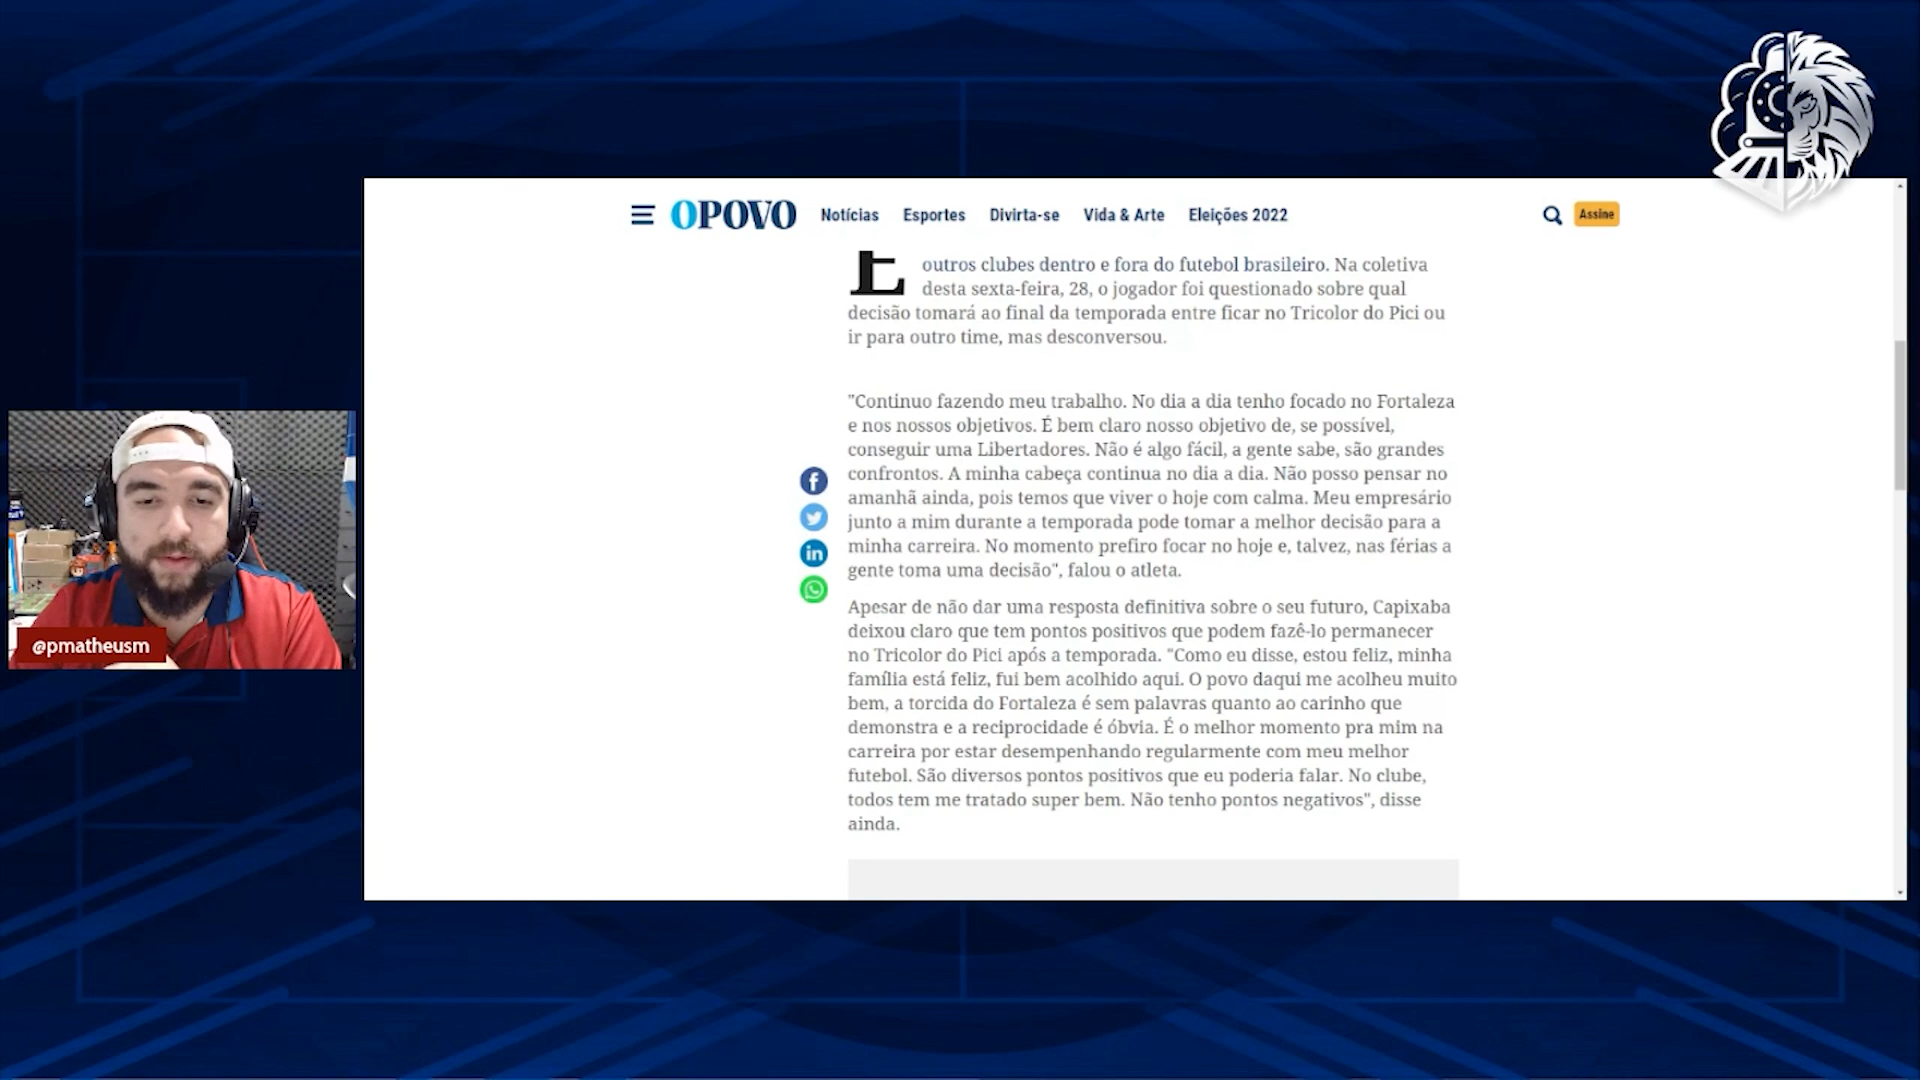 OPOVO Notícias Esportes Divirta-se Vida & Arte Eleições 2022 Assine
E outros clubes dentro e fora do futebol brasileiro. Na coletiva
desta sexta-feira, 28, o jogador foi questionado sobre qual
decisão tomará ao final da temporada entre ficar no Tricolor do Pici ou
ir para outro time, mas desconversou.
"Continuo fazendo meu trabalho. No dia a dia tenho focado no Fortaleza
e nos nossos objetivos. É bem claro nosso objetivo de, se possível,
conseguir uma Libertadores. Não é algo fácil, a gente sabe, são grandes
confrontos. A minha cabeça continua no dia a dia. Não posso pensar no
amanhã ainda, pois temos que viver o hoje com calma. Meu empresário
junto a mim durante a temporada pode tomar a melhor decisão para a
minha carreira. No momento prefiro focar no hoje e, talvez, nas férias a
gente toma uma decisão", falou o atleta.
Apesar de não dar uma resposta definitiva sobre o seu futuro, Capixaba
deixou claro que tem pontos positivos que podem fazê-lo permanecer
no Tricolor do Pici após a temporada. "Como eu disse, estou feliz, minha
família está feliz, fui bem acolhido aqui. O povo daqui me acolheu muito
bem, a torcida do Fortaleza é sem palavras quanto ao carinho que
demonstra e a reciprocidade é óbvia. É o melhor momento pra mim na
carreira por estar desempenhando regularmente com meu melhor
futebol. São diversos pontos positivos que eu poderia falar. No clube,
todos tem me tratado super bem. Não tenho pontos negativos", disse
ainda.
@pmatheusm